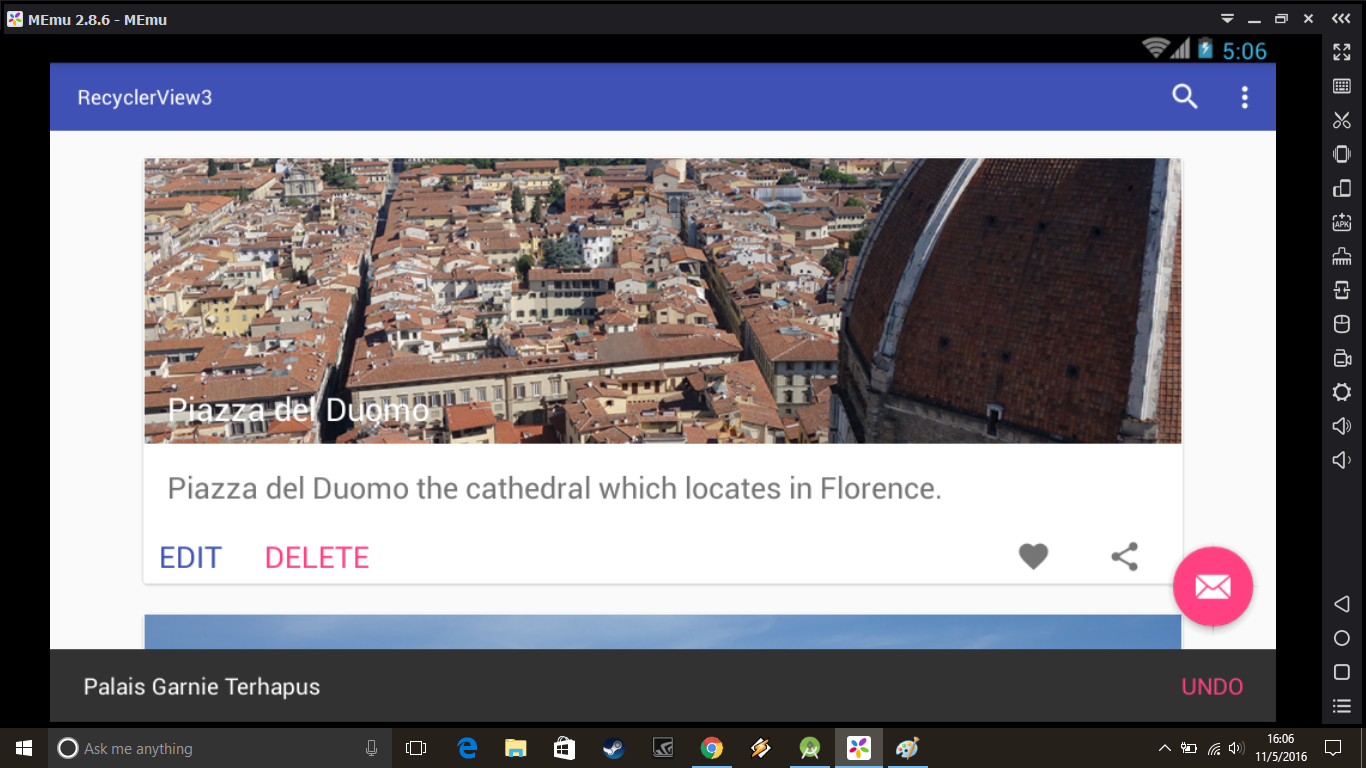 MEmu 2.8.6 - MEmu
5:06
RecyclerView3
APK
Piazza del Duomo
Piazza del Duomo the cathedral which locates in Florence.
EDIT DELETE
Palais Garnie Terhapus UNDO
Ask me anything
16:06
11/5/2016